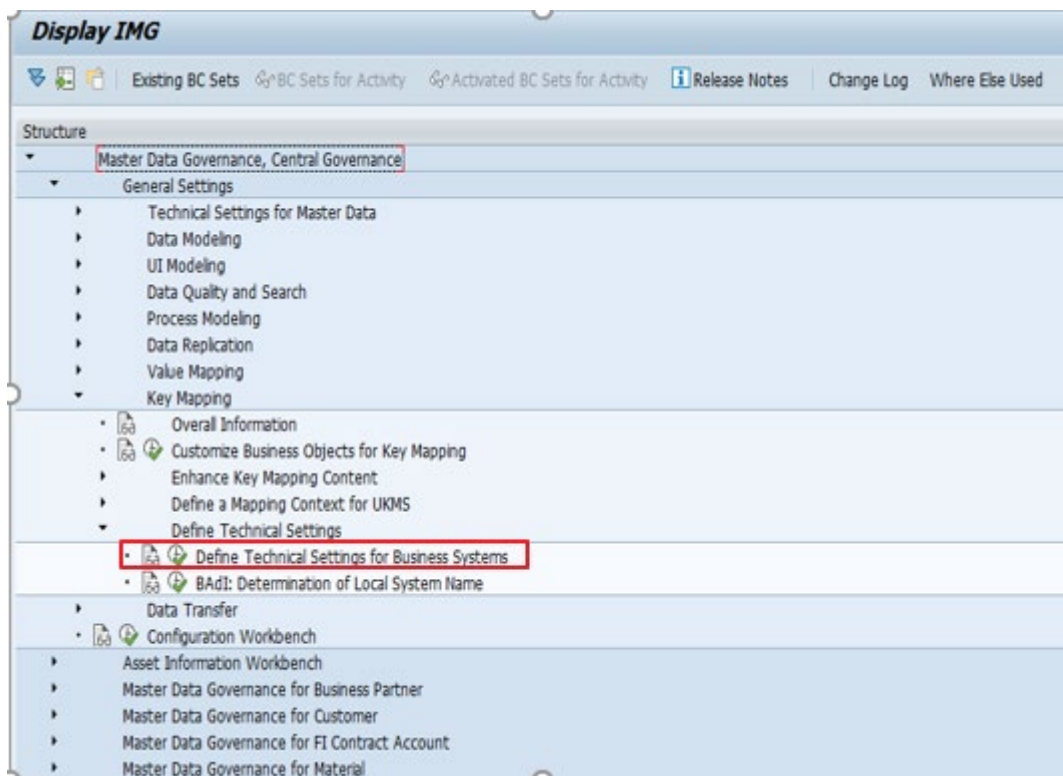 Display IMG
Existing BC Sets BC Sets for Activity Activated BC Sets for Activity Release Notes Change Log Where Else Used
Structure
Master Data Governance, Central Governance
General Settings
Technical Settings for Master Data
Data Modeling
UI Modeling
Data Quality and Search
Process Modeling
Data Replication
Value Mapping
Key Mapping
Overall Information
Customize Business Objects for Key Mapping
Enhance Key Mapping Content
Define a Mapping Context for UKMS
Define Technical Settings
Define Technical Settings for Business Systems
BAdI: Determination of Local System Name
Data Transfer
Configuration Workbench
Asset Information Workbench
Master Data Governance for Business Partner
Master Data Governance for Customer
Master Data Governance for FI Contract Account
Master Data Governance for Material